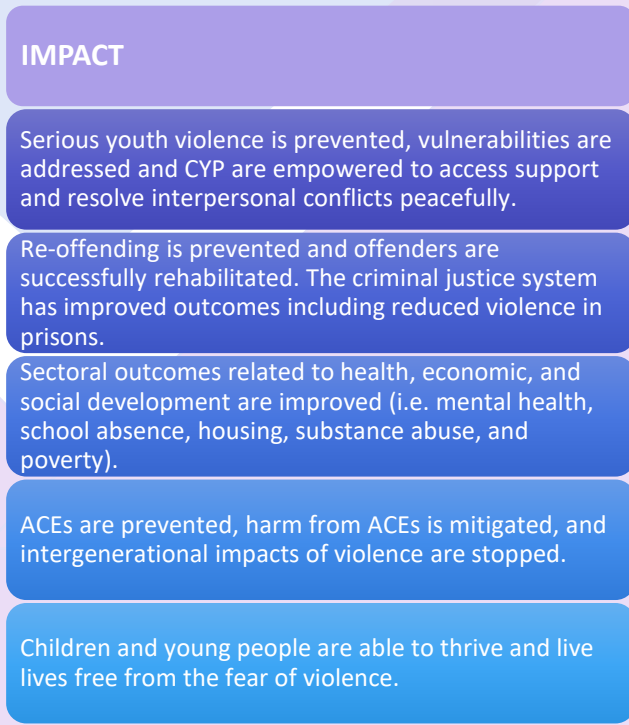 IMPACT
Serious youth violence is prevented, vulnerabilities are
addressed and CYP are empowered to access support
and resolve interpersonal conflicts peacefully.
Re-offending is prevented and offenders are
successfully rehabilitated. The criminal justice system
has improved outcomes including reduced violence in
prisons.
Sectoral outcomes related to health, economic, and
social development are improved (i.e. mental health,
school absence, housing, substance abuse, and
poverty).
ACEs are prevented, harm from ACEs is mitigated, and
intergenerational impacts of violence are stopped.
Children and young people are able to thrive and live
lives free from the fear of violence.